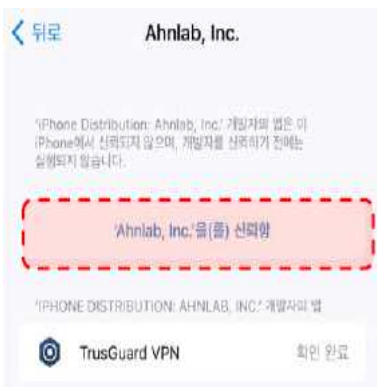 뒤로
Ahnlab, Inc.
'iPhone Distribution: Ahnlab, Inc.' 개발자의 앱은 이
iPhone에서 신뢰되지 않으며, 개발자를 신뢰하기 전에는
실행되지 않습니다.
'Ahnlab, Inc.'을(를) 신뢰함
'IPHONE DISTRIBUTION: AHNLAB, INC.' 개발자의 앱
TrusGuard VPN
확인 완료